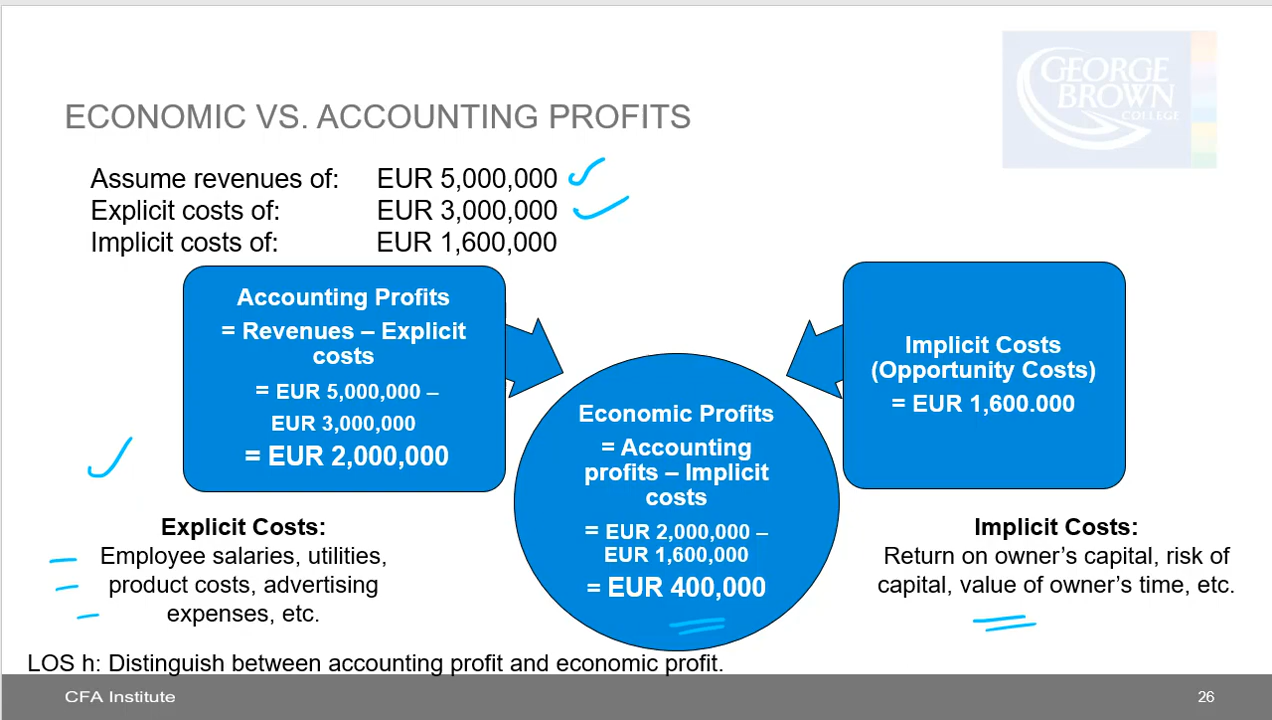 GEORGE
BROWN
COLLEGE
ECONOMIC VS. ACCOUNTING PROFITS
Assume revenues of: EUR 5,000,000
Explicit costs of: EUR 3,000,000
Implicit costs of: EUR 1,600,000
Accounting Profits
= Revenues – Explicit
costs
= EUR 5,000,000 –
EUR 3,000,000
= EUR 2,000,000
Economic Profits
= Accounting
profits – Implicit
costs
= EUR 2,000,000 –
EUR 1,600,000
= EUR 400,000
Implicit Costs
(Opportunity Costs)
= EUR 1,600.000
Explicit Costs:
Employee salaries, utilities,
product costs, advertising
expenses, etc.
Implicit Costs:
Return on owner’s capital, risk of
capital, value of owner’s time, etc.
LOS h: Distinguish between accounting profit and economic profit.
CFA Institute
26